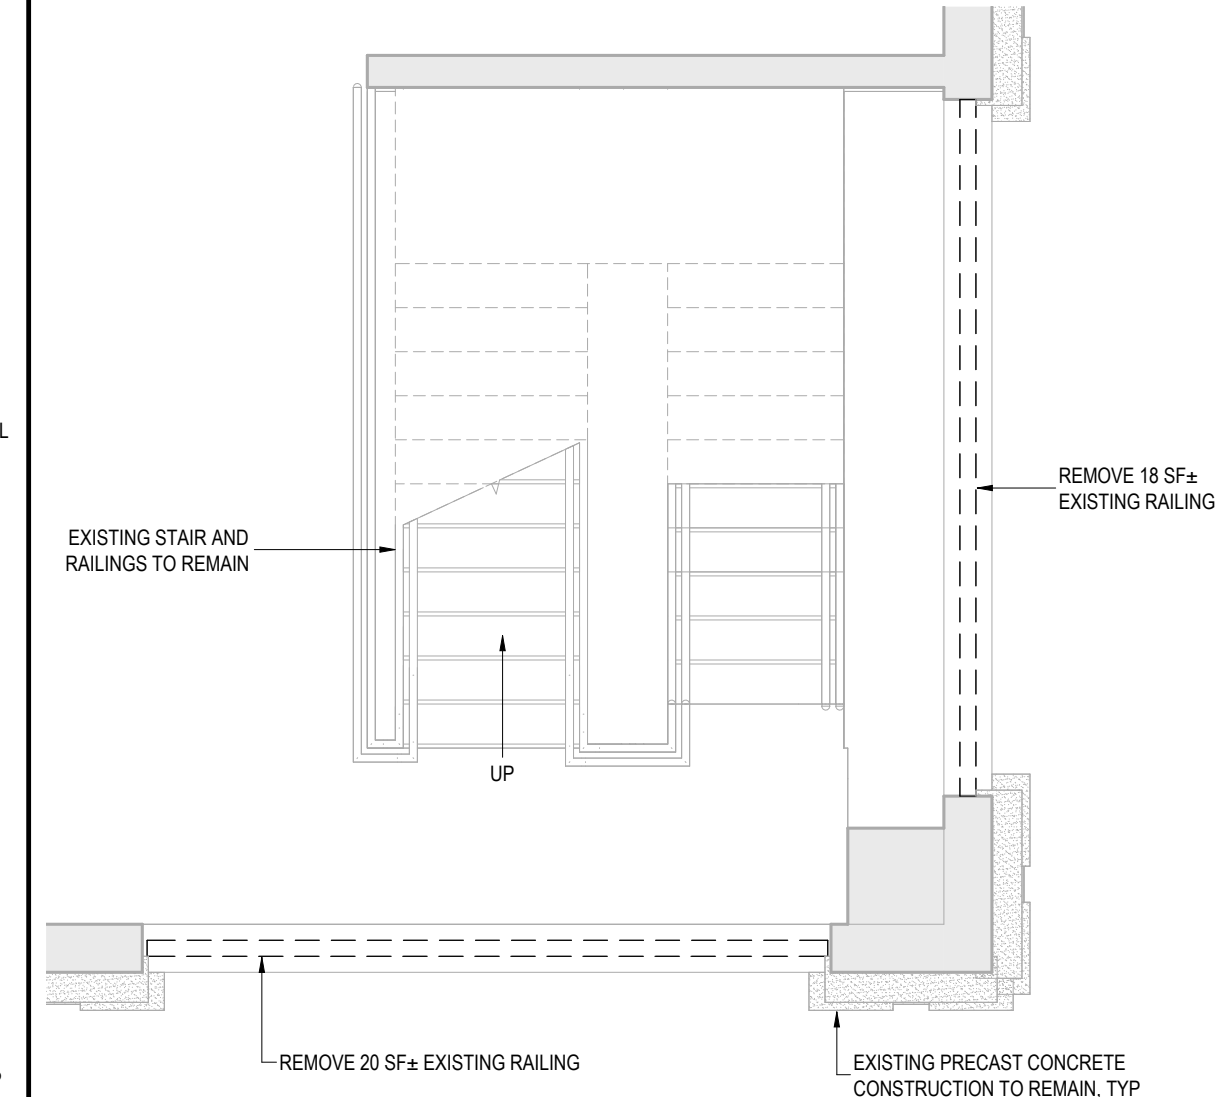 L
REMOVE 18 SF±
EXISTING RAILING
EXISTING STAIR AND
RAILINGS TO REMAIN
UP
REMOVE 20 SF± EXISTING RAILING
EXISTING PRECAST CONCRETE
CONSTRUCTION TO REMAIN, TYP